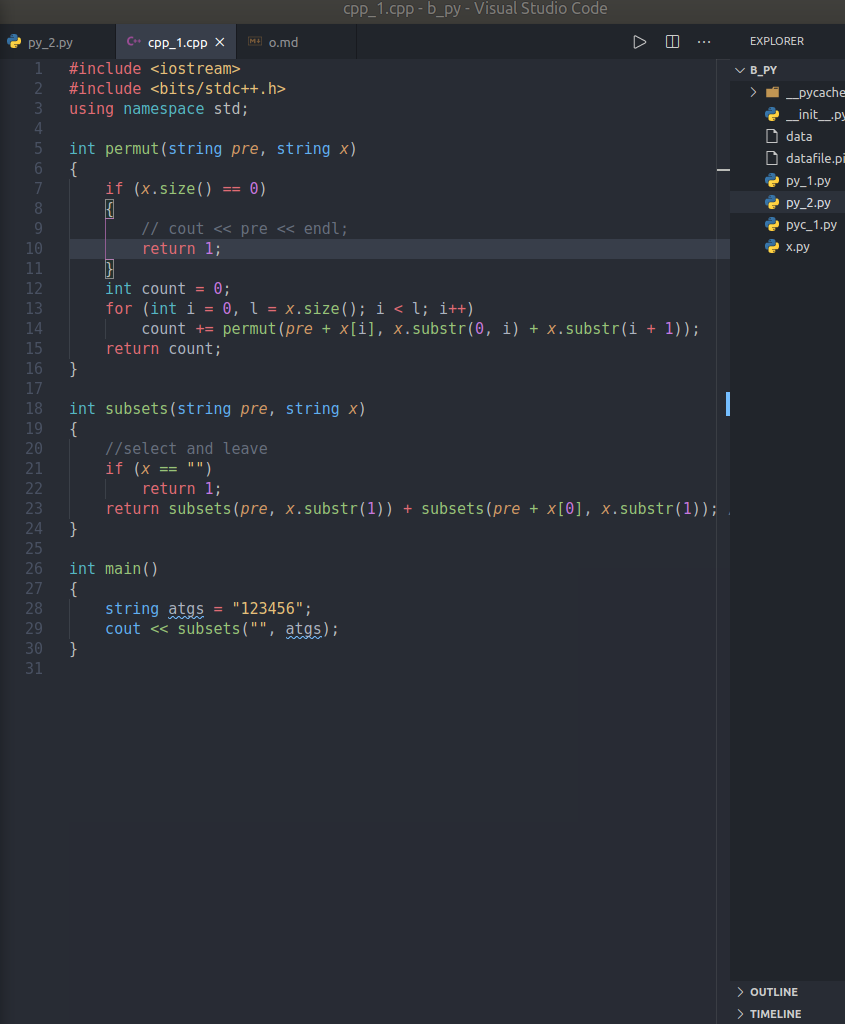 cpp_1.cpp - b_py - Visual Studio Code
py_2.py C++ cpp_1.cpp × M↓ o.md ··· EXPLORER
B_PY
1 #include <iostream>
2 #include <bits/stdc++.h>
3 using namespace std;
4
5 int permut(string pre, string x)
6 {
7     if (x.size() == 0)
8     {
9         // cout << pre << endl;
10         return 1;
11     }
12     int count = 0;
13     for (int i = 0, l = x.size(); i < l; i++)
14         count += permut(pre + x[i], x.substr(0, i) + x.substr(i + 1));
15     return count;
16 }
17
18 int subsets(string pre, string x)
19 {
20     //select and leave
21     if (x == "")
22         return 1;
23     return subsets(pre, x.substr(1)) + subsets(pre + x[0], x.substr(1));
24 }
25
26 int main()
27 {
28     string atgs = "123456";
29     cout << subsets("", atgs);
30 }
31
__pycache
__init__.py
data
datafile.pi
py_1.py
py_2.py
pyc_1.py
x.py
OUTLINE
TIMELINE